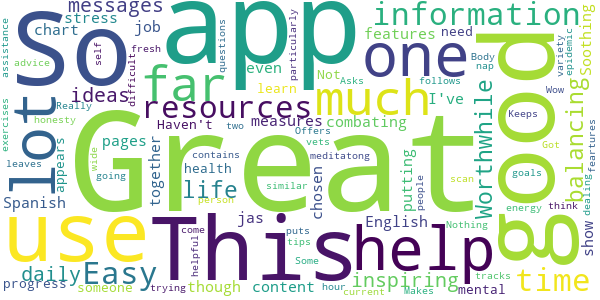 messages
stress
chart
job
assistance
advice
self
fresh
difficult
So
app
far
even
questions
particularly
one
information
features
need
Not
learn
Body
nap
variety
epidemic
Wow
Soothing
ideas
resources
much
I've
follows
Really
honesty
Haven't
two
measures
combating
Asks
Keeps
exercises
lot
appears
pages
together
wide
going
Offers
vets
contains
meditatong
health
life
similar
person
leaves
Spanish
Great
good
Worthwhile
putting
people
chosen
balancing
Got
feartures
dealing
show
goals
energy
think
scan
Nothing
jas
English
use
This
help
come
helpful
puts
tips
Some
hour
daily
Easy
progress
someone
trying
though
content
current
inspiring
Makes
tracks
mental
time